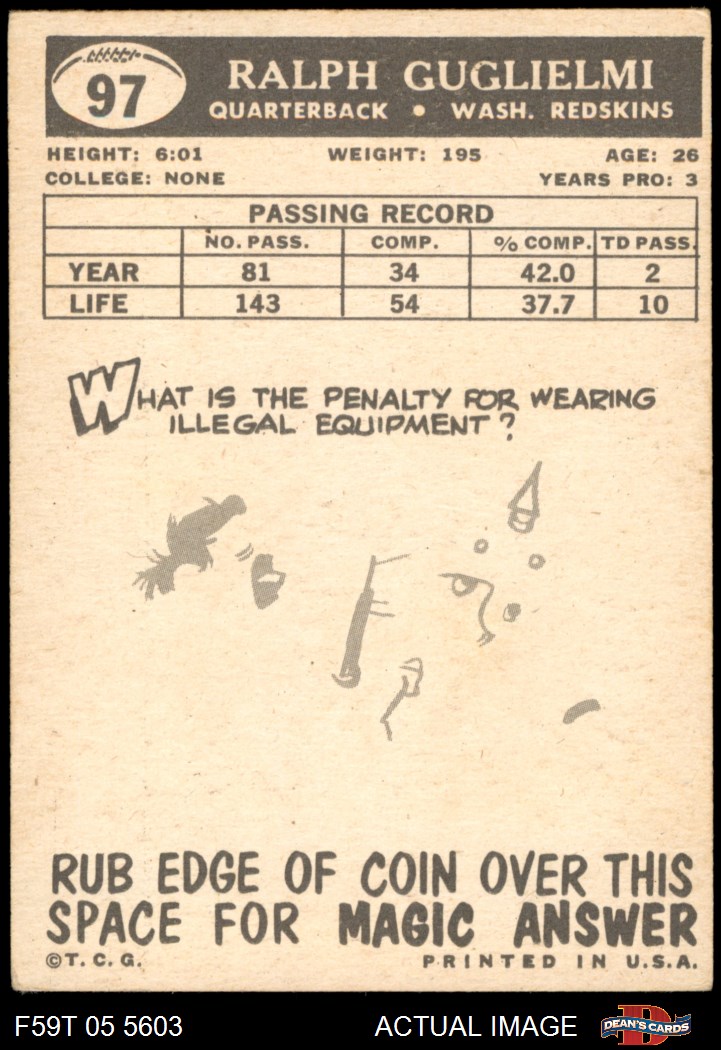 97
RALPH GUGLIELMI
QUARTERBACK • WASH. REDSKINS
HEIGHT: 6:01 WEIGHT: 195 AGE: 26
COLLEGE: NONE YEARS PRO: 3
PASSING RECORD
NO. PASS. COMP. % COMP. TD PASS.
YEAR 81 34 42.0 2
LIFE 143 54 37.7 10
WHAT IS THE PENALTY FOR WEARING
ILLEGAL EQUIPMENT?
RUB EDGE OF COIN OVER THIS
SPACE FOR MAGIC ANSWER
©T.C.G. PRINTED IN U.S.A.
F59T 05 5603 ACTUAL IMAGE DEAN'S CARDS